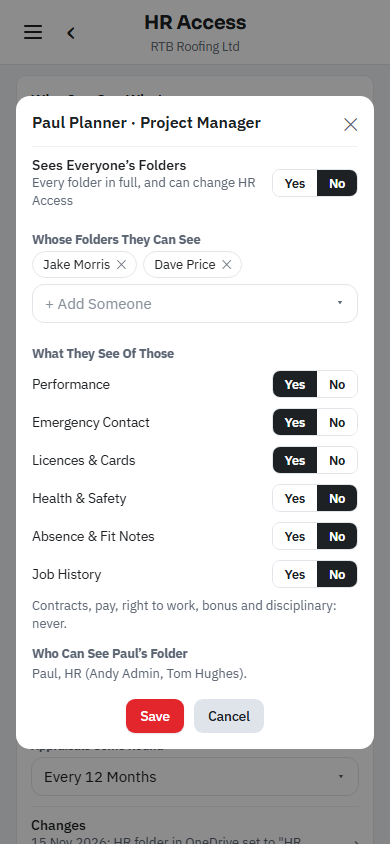 HR Access
RTB Roofing Ltd
Paul Planner · Project Manager
Sees Everyone's Folders
Every folder in full, and can change HR
Access
Yes No
Whose Folders They Can See
Jake Morris Dave Price
+ Add Someone
What They See Of Those
Performance Yes No
Emergency Contact Yes No
Licences & Cards Yes No
Health & Safety Yes No
Absence & Fit Notes Yes No
Job History Yes No
Contracts, pay, right to work, bonus and disciplinary:
never.
Who Can See Paul's Folder
Paul, HR (Andy Admin, Tom Hughes).
Save Cancel
Every 12 Months
Changes
15 Nov 2026: HR folder in OneDrive set to "HR